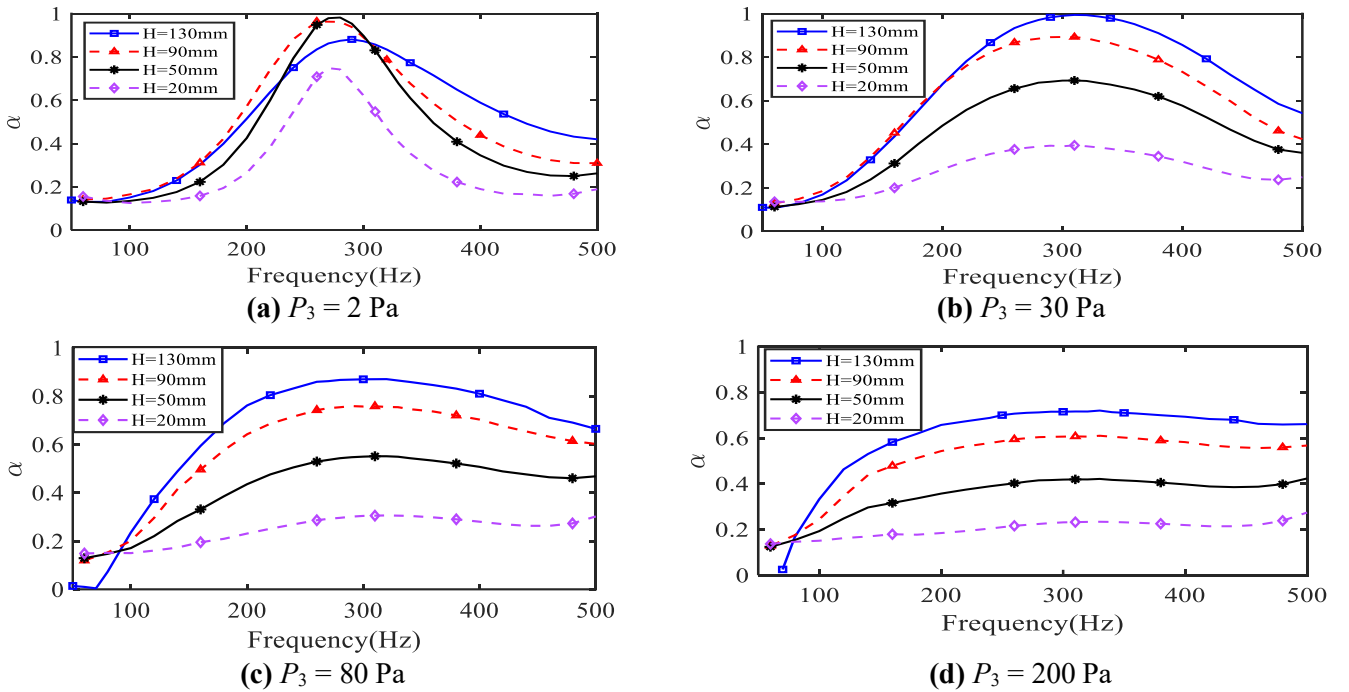 1
0.8
0.6
0.4
0.2
0
α
H=130mm
H=90mm
H=50mm
H=20mm
100 200 300 400 500
Frequency(Hz)
(a) P3 = 2 Pa
1
0.8
0.6
0.4
0.2
0
α
H=130mm
H=90mm
H=50mm
H=20mm
100 200 300 400 500
Frequency(Hz)
(b) P3 = 30 Pa
1
0.8
0.6
0.4
0.2
0
α
H=130mm
H=90mm
H=50mm
H=20mm
100 200 300 400 500
Frequency(Hz)
(c) P3 = 80 Pa
1
0.8
0.6
0.4
0.2
0
α
H=130mm
H=90mm
H=50mm
H=20mm
100 200 300 400 500
Frequency(Hz)
(d) P3 = 200 Pa